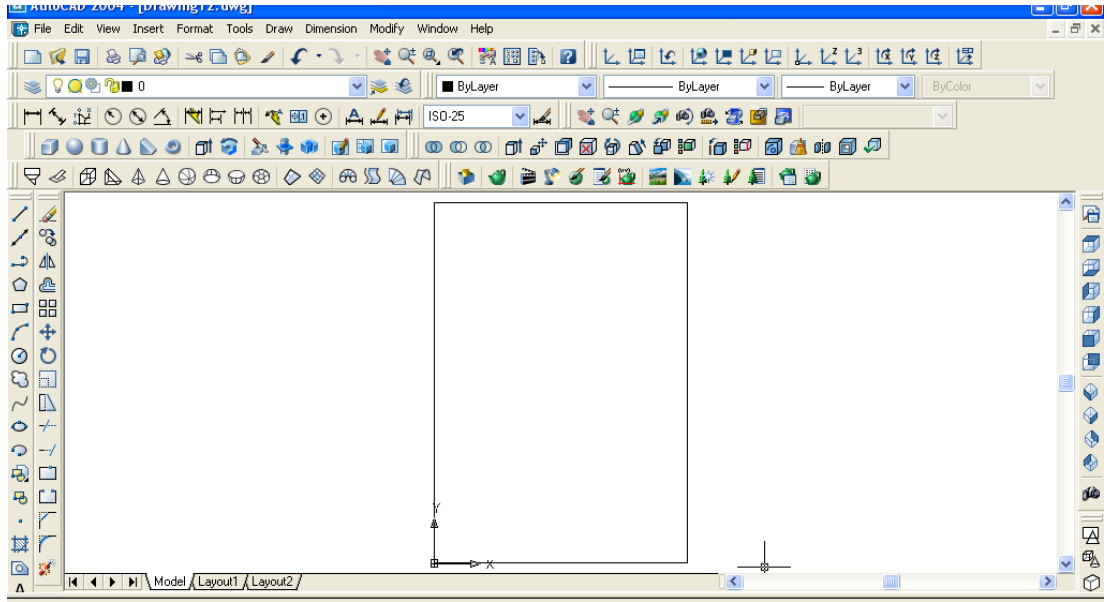 AutoCAD 2004 - [Drawing12.dwg]
File Edit View Insert Format Tools Draw Dimension Modify Window Help
0 ByLayer ByLayer ByLayer ByColor
ISO-25
Y
X
Model Layout1 Layout2
A